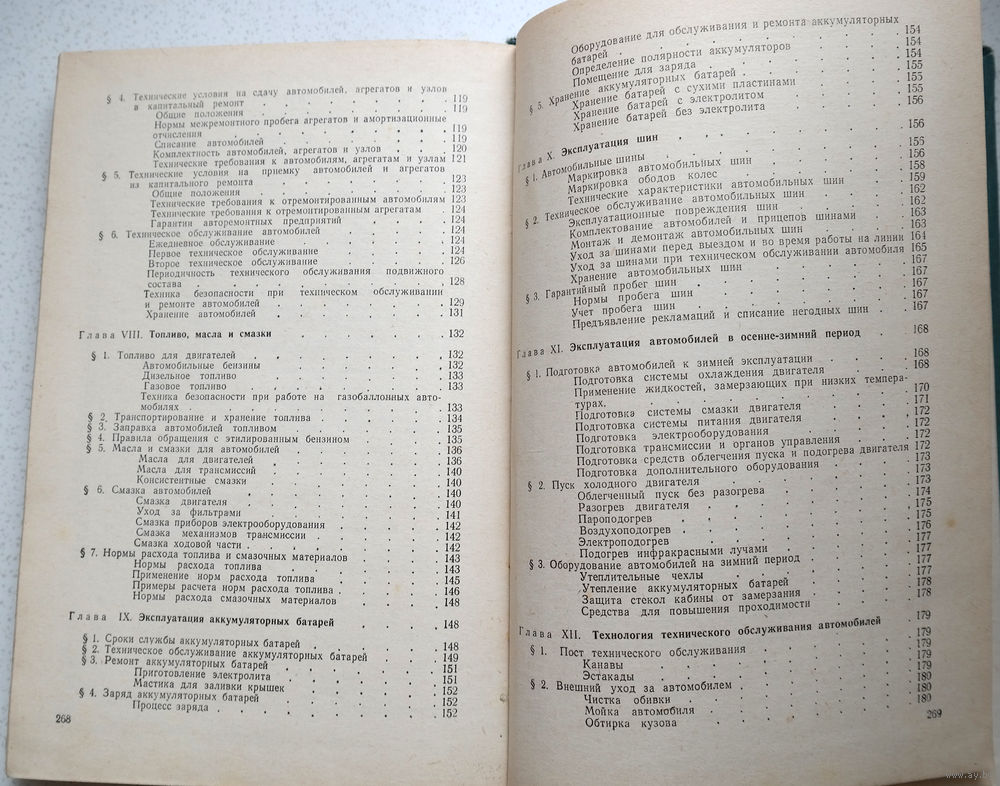 § 4. Технические условия на сдачу автомобилей, агрегатов и узлов
в капитальный ремонт . . . 119
Общие положения . . . 119
Нормы межремонтного пробега агрегатов и амортизационные
отчисления . . . 119
Списание автомобилей . . . 119
Комплектность автомобилей, агрегатов и узлов . . . 120
Технические требования к автомобилям, агрегатам и узлам 121
§ 5. Технические условия на приемку автомобилей и агрегатов
из капитального ремонта . . . 123
Общие положения . . . 123
Технические требования к отремонтированным автомобилям 123
Технические требования к отремонтированным агрегатам . 124
Гарантия авторемонтных предприятий . . . 124
§ 6. Техническое обслуживание автомобилей . . . 124
Ежедневное обслуживание . . . 124
Первое техническое обслуживание . . . 124
Второе техническое обслуживание . . . 126
Периодичность технического обслуживания подвижного
состава . . . 128
Техника безопасности при техническом обслуживании
и ремонте автомобилей . . . 129
Хранение автомобилей . . . 131
Глава VIII. Топливо, масла и смазки . . . 132
§ 1. Топливо для двигателей . . . 132
Автомобильные бензины . . . 132
Дизельное топливо . . . 133
Газовое топливо . . . 133
Техника безопасности при работе на газобаллонных авто-
мобилях . . . 133
§ 2. Транспортирование и хранение топлива . . . 134
§ 3. Заправка автомобилей топливом . . . 135
§ 4. Правила обращения с этилированным бензином . . . 135
§ 5. Масла и смазки для автомобилей . . . 136
Масла для двигателей . . . 136
Масла для трансмиссий . . . 140
Консистентные смазки . . . 140
§ 6. Смазка автомобилей . . . 140
Смазка двигателя . . . 140
Уход за фильтрами . . . 141
Смазка приборов электрооборудования . . . 142
Смазка механизмов трансмиссии . . . 142
Смазка ходовой части . . . 142
§ 7. Нормы расхода топлива и смазочных материалов . . . 143
Нормы расхода топлива . . . 143
Применение норм расхода топлива . . . 145
Примеры расчета норм расхода топлива . . . 146
Нормы расхода смазочных материалов . . . 148
Глава IX. Эксплуатация аккумуляторных батарей . . . 148
§ 1. Сроки службы аккумуляторных батарей . . . 148
§ 2. Техническое обслуживание аккумуляторных батарей . . . 149
§ 3. Ремонт аккумуляторных батарей . . . 151
Приготовление электролита . . . 151
Мастика для заливки крышек . . . 152
§ 4. Заряд аккумуляторных батарей . . . 152
Процесс заряда . . . 152
268
Оборудование для обслуживания и ремонта аккумуляторных
батарей . . . 154
Определение полярности аккумуляторов . . . 154
Помещение для заряда . . . 154
§ 5. Хранение аккумуляторных батарей . . . 155
Хранение батарей с сухими пластинами . . . 155
Хранение батарей с электролитом . . . 155
Хранение батарей без электролита . . . 156
Глава X. Эксплуатация шин . . . 156
§ 1. Автомобильные шины . . . 155
Маркировка автомобильных шин . . . 156
Маркировка ободов колес . . . 158
Технические характеристики автомобильных шин . . . 159
§ 2. Техническое обслуживание автомобильных шин . . . 162
Эксплуатационные повреждения шин . . . 162
Комплектование автомобилей и прицепов шинами . . . 163
Монтаж и демонтаж автомобильных шин . . . 163
Уход за шинами перед выездом и во время работы на линии 164
Уход за шинами при техническом обслуживании автомобиля 165
Хранение автомобильных шин . . . 167
§ 3. Гарантийный пробег шин . . . 167
Нормы пробега шин . . . 167
Учет пробега шин . . . 167
Предъявление рекламаций и списание негодных шин . . . 167
Глава XI. Эксплуатация автомобилей в осенне-зимний период . 168
§ 1. Подготовка автомобилей к зимней эксплуатации . . . 168
Подготовка системы охлаждения двигателя . . . 168
Применение жидкостей, замерзающих при низких темпера-
турах. . . . 170
Подготовка системы смазки двигателя . . . 171
Подготовка системы питания двигателя . . . 172
Подготовка электрооборудования . . . 172
Подготовка трансмиссии и органов управления . . . 172
Подготовка средств облегчения пуска и подогрева двигателя 172
Подготовка дополнительного оборудования . . . 173
§ 2. Пуск холодного двигателя . . . 173
Облегченный пуск без разогрева . . . 173
Разогрев двигателя . . . 174
Пароподогрев . . . 175
Воздухоподогрев . . . 175
Электроподогрев . . . 176
Подогрев инфракрасными лучами . . . 177
§ 3. Оборудование автомобилей на зимний период . . . 177
Утеплительные чехлы . . . 177
Утепление аккумуляторных батарей . . . 177
Защита стекол кабины от замерзания . . . 178
Средства для повышения проходимости . . . 178
Глава XII. Технология технического обслуживания автомобилей 179
§ 1. Пост технического обслуживания . . . 179
Канавы . . . 179
Эстакады . . . 179
§ 2. Внешний уход за автомобилем . . . 180
Чистка обивки . . . 180
Мойка автомобиля . . . 180
Обтирка кузова
269